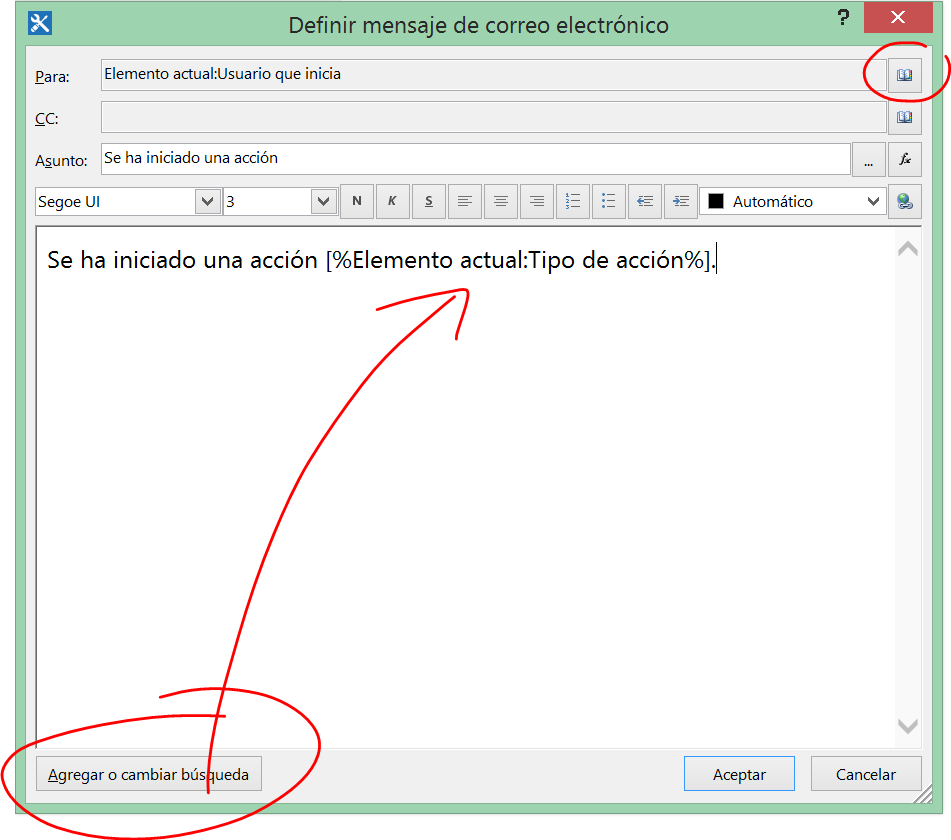 Definir mensaje de correo electrónico
?
Para: Elemento actual:Usuario que inicia
CC:
Asunto: Se ha iniciado una acción ... fx
Segoe UI 3 N K S Automático
Se ha iniciado una acción [%Elemento actual:Tipo de acción%].
Agregar o cambiar búsqueda Aceptar Cancelar